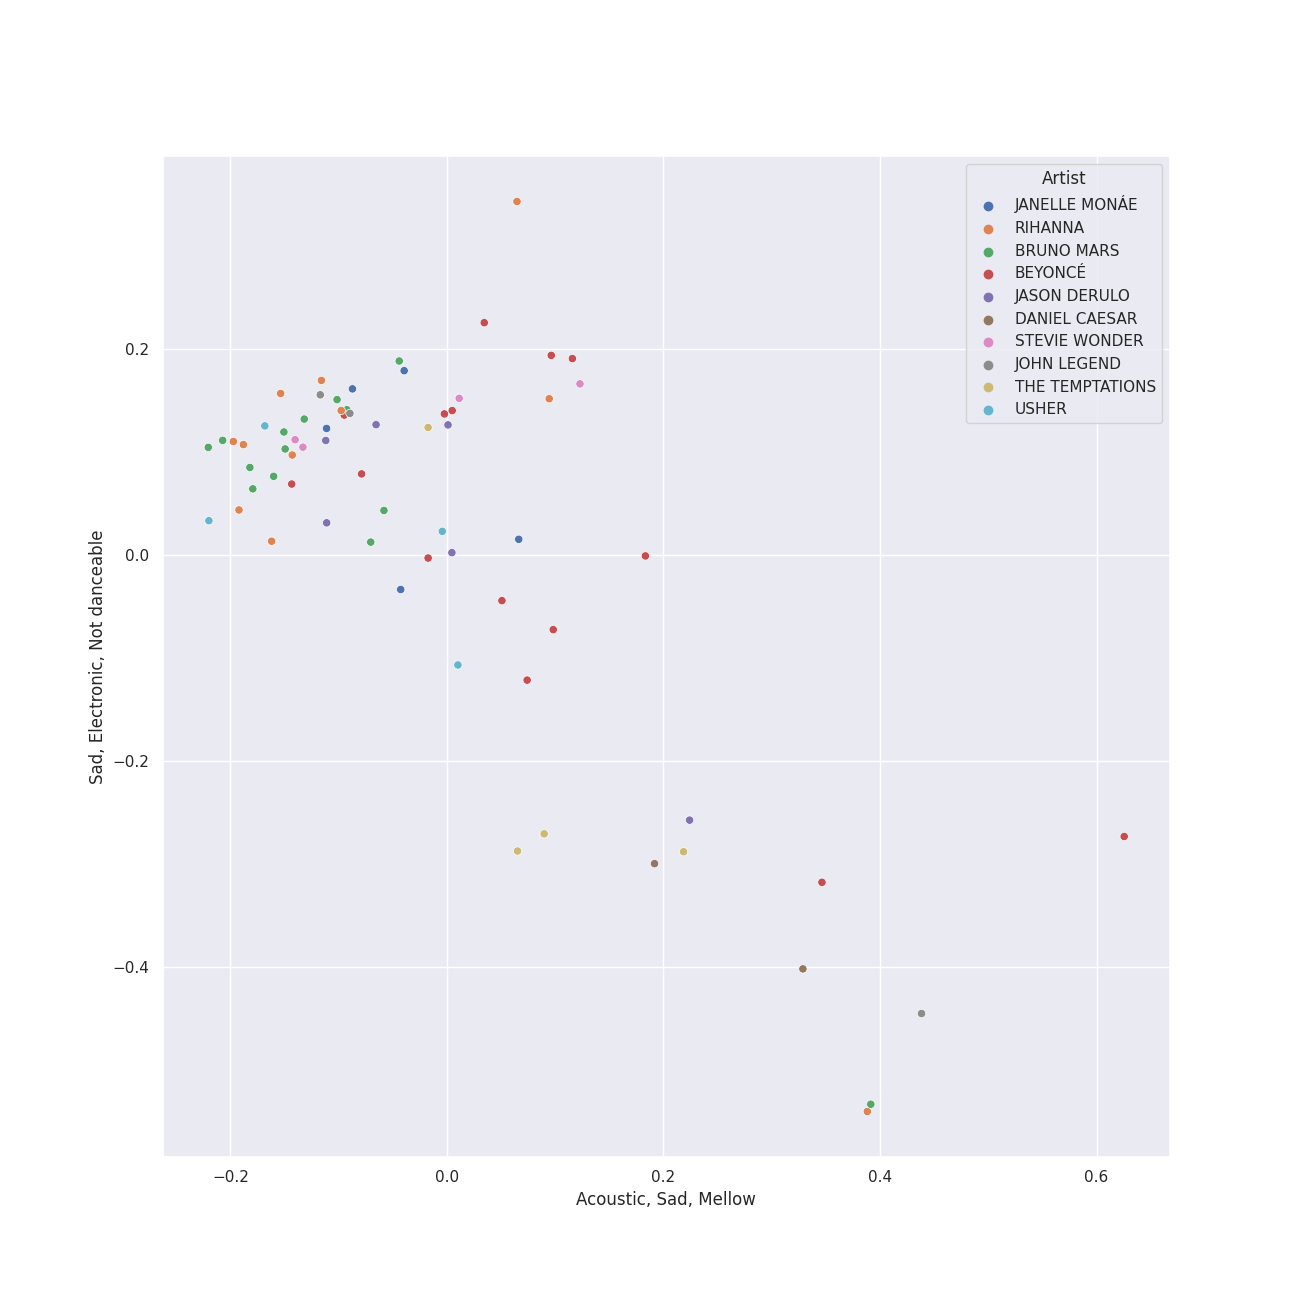 Artist
JANELLE MONÁE
RIHANNA
BRUNO MARS
BEYONCÉ
JASON DERULO
DANIEL CAESAR
STEVIE WONDER
JOHN LEGEND
THE TEMPTATIONS
USHER
0.2
0.0
−0.2
−0.4
Sad, Electronic, Not danceable
−0.2
0.0
0.2
0.4
0.6
Acoustic, Sad, Mellow